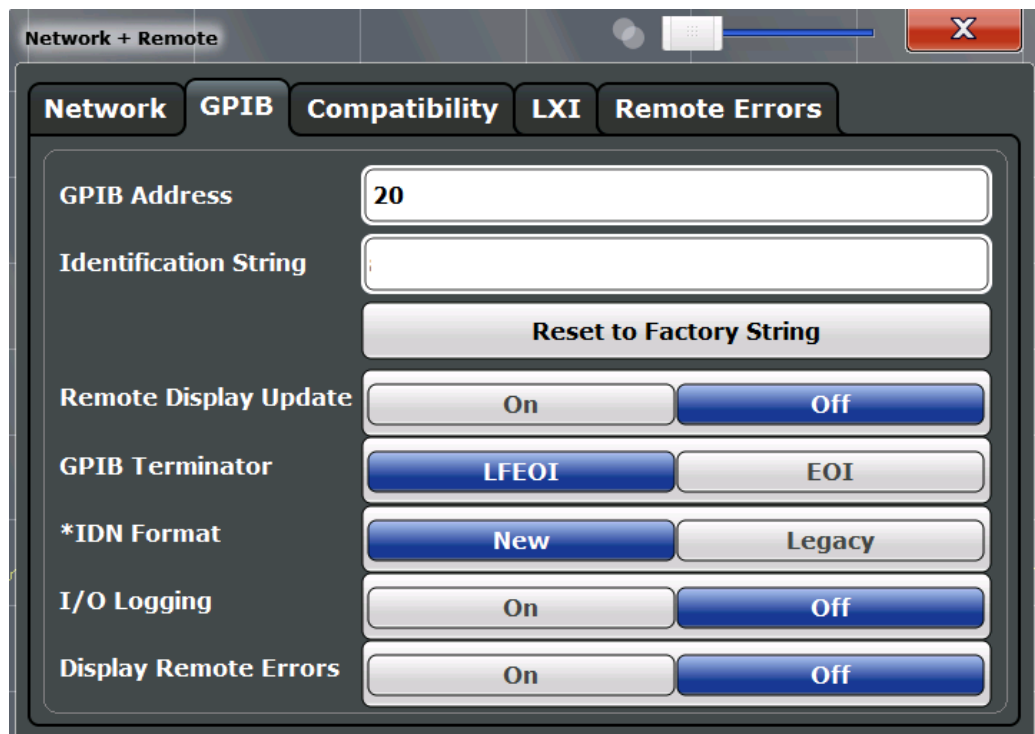 Network + Remote
X
Network GPIB Compatibility LXI Remote Errors
GPIB Address 20
Identification String
Reset to Factory String
Remote Display Update On Off
GPIB Terminator LFEOI EOI
*IDN Format New Legacy
I/O Logging On Off
Display Remote Errors On Off